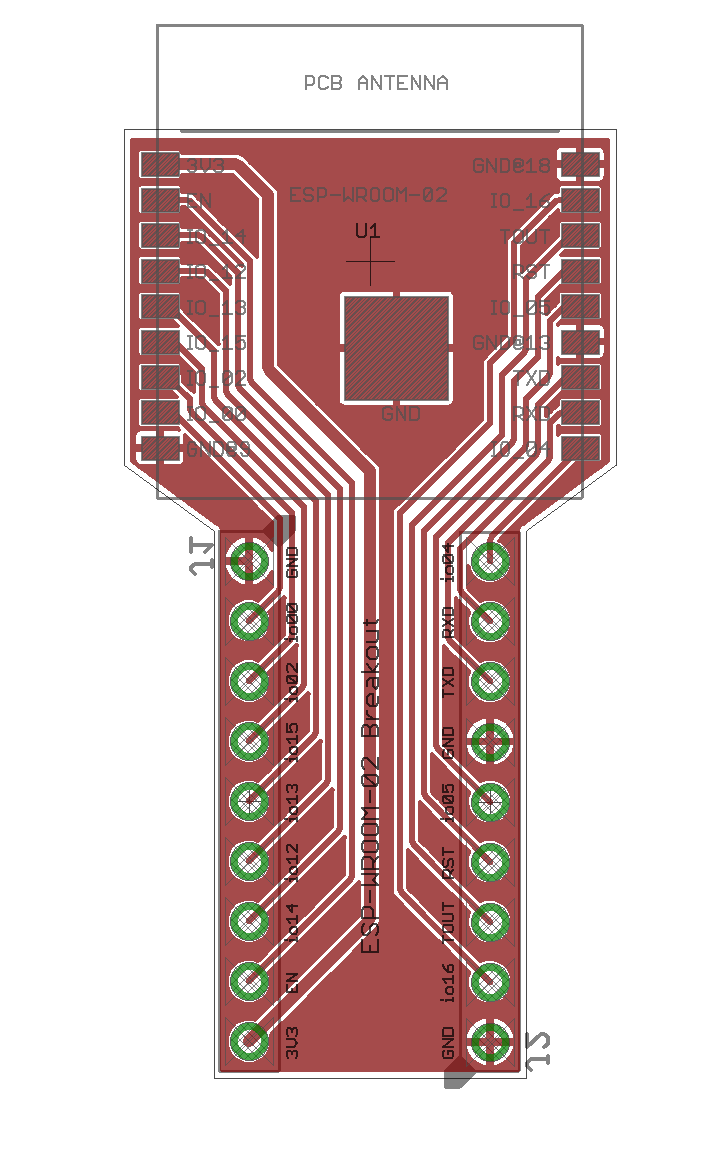 PCB ANTENNA
3V3
GND@18
ESP-WROOM-02
EN
IO_16
U1
IO_14
TOUT
IO_12
RST
IO_13
IO_05
IO_15
GND@13
IO_02
TXD
IO_00
GND
RXD
GND@3
IO_04
J1
GND
io04
io00
RXD
io02
TXD
io15
GND
io13
io05
io12
RST
io14
TOUT
EN
io16
3V3
GND
J2
ESP-WROOM-02 Breakout